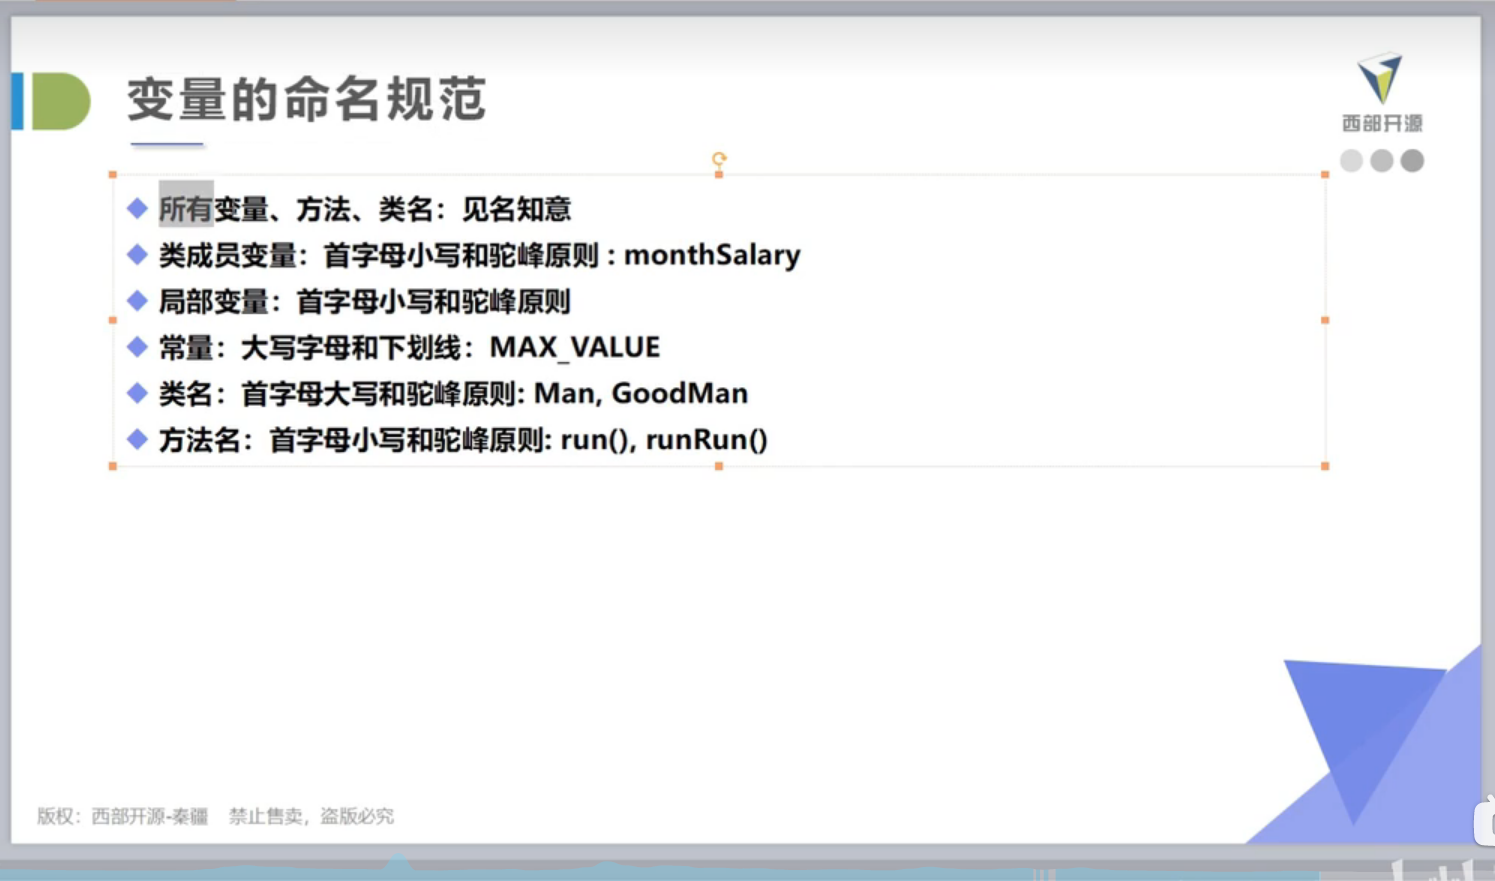 变量的命名规范
西部开源
所有变量、方法、类名：见名知意
类成员变量：首字母小写和驼峰原则 : monthSalary
局部变量：首字母小写和驼峰原则
常量：大写字母和下划线：MAX_VALUE
类名：首字母大写和驼峰原则: Man, GoodMan
方法名：首字母小写和驼峰原则: run(), runRun()
版权：西部开源-秦疆 禁止售卖，盗版必究